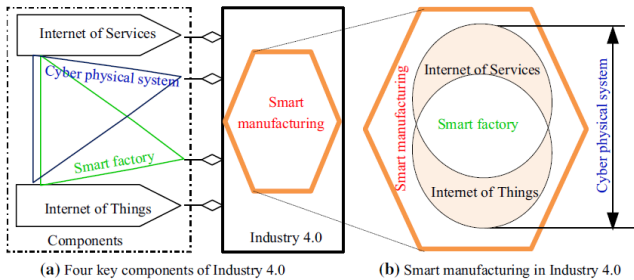 Internet of Services
Cyber physical system
Smart factory
Internet of Things
Components
Smart
manufacturing
Industry 4.0
(a) Four key components of Industry 4.0
Smart manufacturing
Internet of Services
Smart factory
Internet of Things
Cyber physical system
(b) Smart manufacturing in Industry 4.0